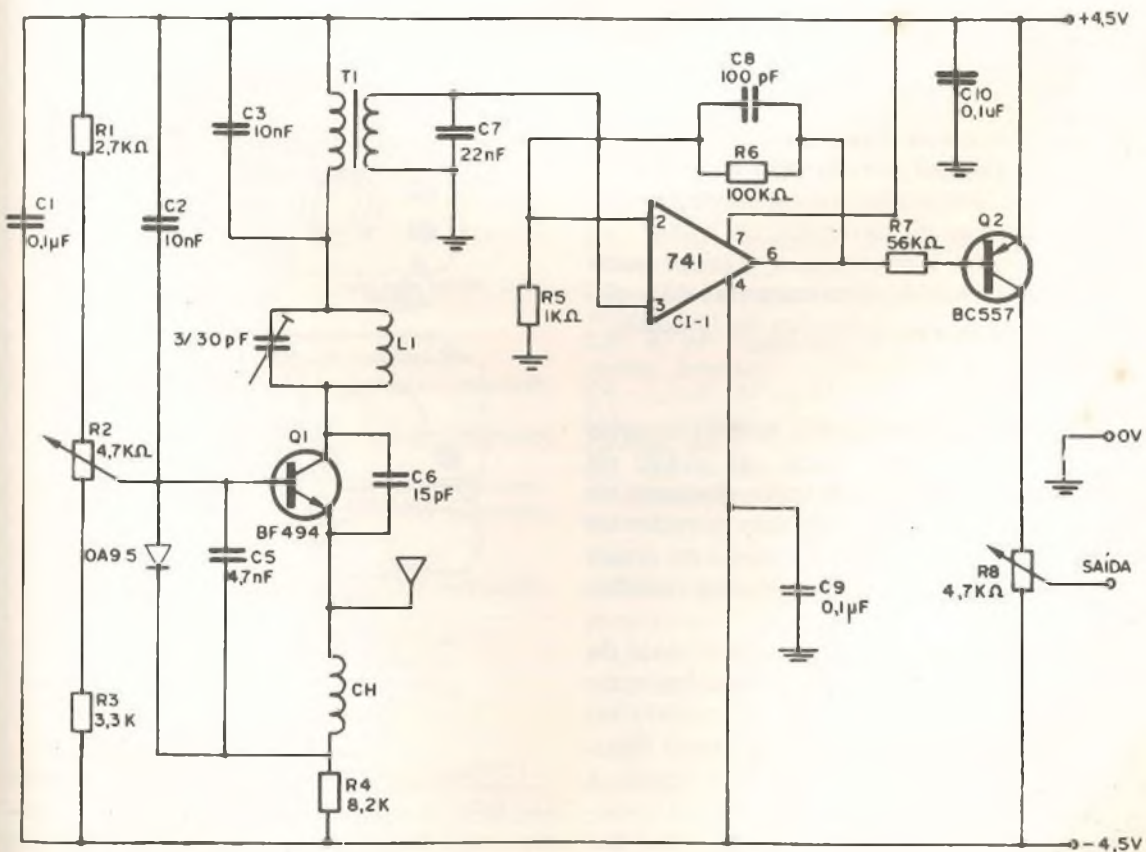 +4,5V
C8
100 pF
T1
C3
10nF
C7
22nF
C10
0,1uF
R1
2,7KΩ
R6
100KΩ
C1
0,1µF
C2
10nF
2
7
6
741
4
3
CI-1
R7
56KΩ
Q2
BC557
R5
1KΩ
3/30pF
L1
R2
4,7KΩ
Q1
C6
15pF
BF494
0V
OA95
C5
4,7nF
C9
0,1µF
R8
4,7KΩ
SAÍDA
R3
3,3K
CH
R4
8,2K
-4,5V